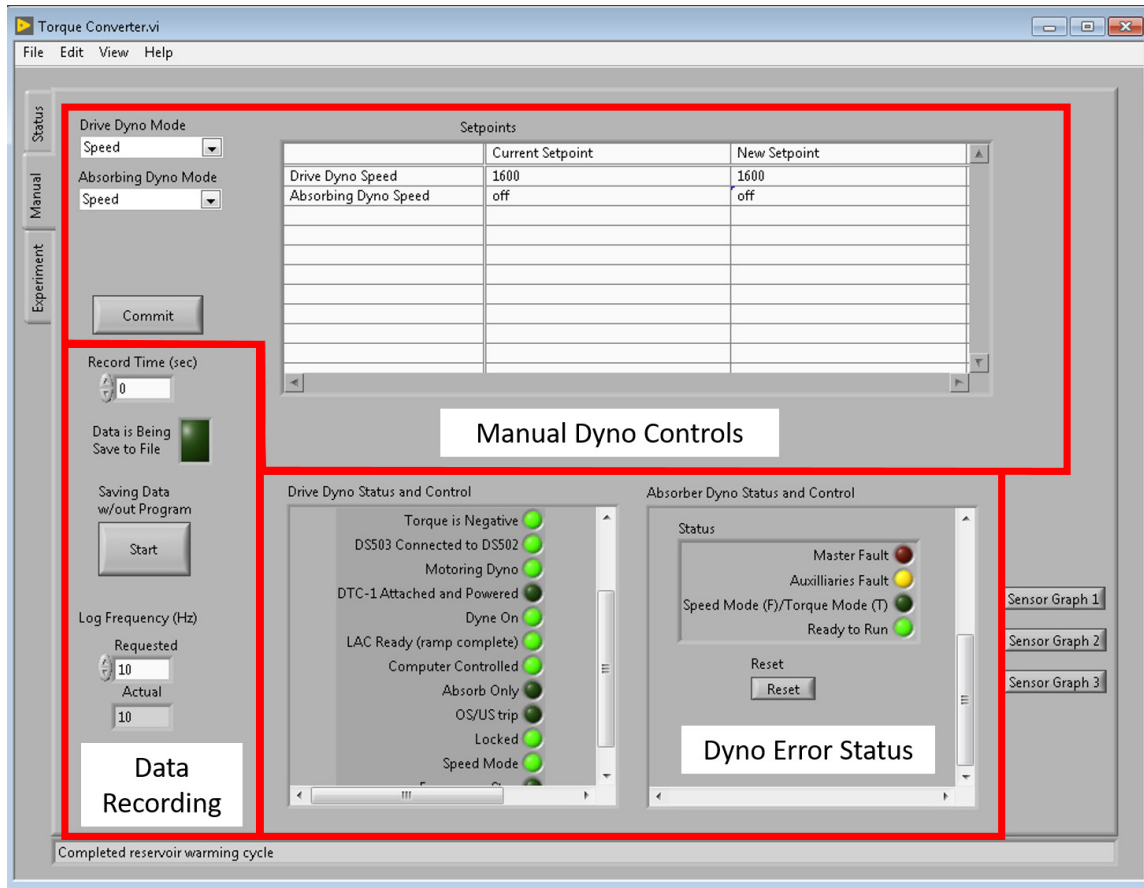 Torque Converter.vi
File Edit View Help
Status
Manual
Experiment
Drive Dyno Mode
Speed
Absorbing Dyno Mode
Speed
Commit
Setpoints
Current Setpoint New Setpoint
Drive Dyno Speed 1600 1600
Absorbing Dyno Speed off off
Manual Dyno Controls
Record Time (sec)
0
Data is Being
Save to File
Saving Data
w/out Program
Start
Log Frequency (Hz)
Requested
10
Actual
10
Data
Recording
Drive Dyno Status and Control
Torque is Negative
DS503 Connected to DS502
Motoring Dyno
DTC-1 Attached and Powered
Dyne On
LAC Ready (ramp complete)
Computer Controlled
Absorb Only
OS/US trip
Locked
Speed Mode
Absorber Dyno Status and Control
Status
Master Fault
Auxilliaries Fault
Speed Mode (F)/Torque Mode (T)
Ready to Run
Reset
Reset
Dyno Error Status
Sensor Graph 1
Sensor Graph 2
Sensor Graph 3
Completed reservoir warming cycle